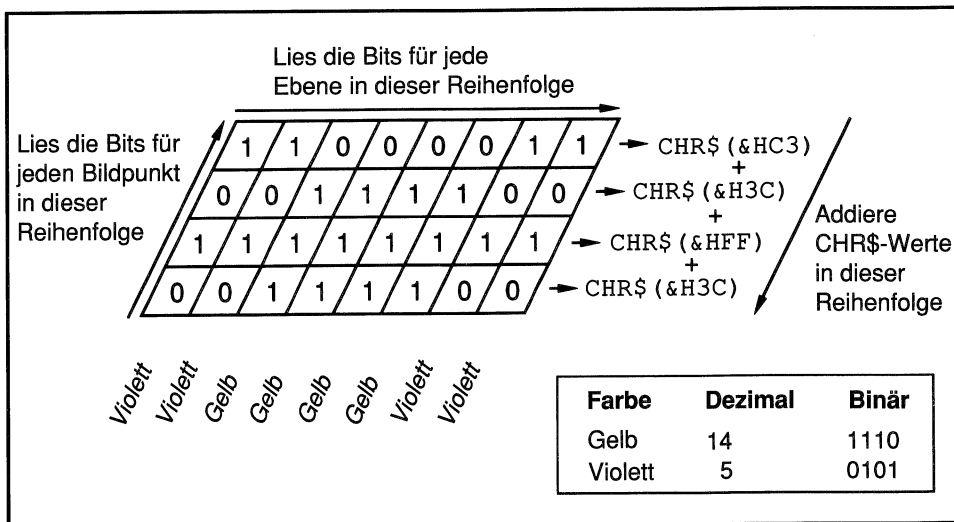 Lies die Bits für jede
Ebene in dieser Reihenfolge
Lies die Bits für
jeden Bildpunkt
in dieser
Reihenfolge
1 1 0 0 0 0 1 1
CHR$(&HC3)
+
0 0 1 1 1 1 0 0
CHR$(&H3C)
+
1 1 1 1 1 1 1 1
CHR$(&HFF)
+
0 0 1 1 1 1 0 0
CHR$(&H3C)
Addiere
CHR$-Werte
in dieser
Reihenfolge
Violett
Violett
Gelb
Gelb
Gelb
Gelb
Violett
Violett
Farbe Dezimal Binär
Gelb 14 1110
Violett 5 0101